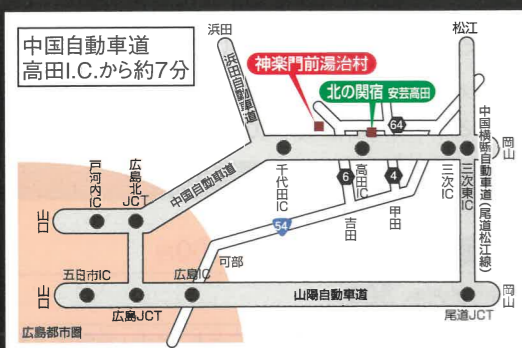 中国自動車道
高田I.C.から約7分
浜田
松江
浜田自動車道
神楽門前湯治村
北の関宿 安芸高田
64
岡山
中国横断自動車道(尾道松江線)
戸河内IC
広島北JCT
中国自動車道
千代田IC
高田IC
三次IC
三次東IC
6
4
吉田
甲田
山口
54
可部
五日市IC
広島IC
山陽自動車道
山口
広島JCT
尾道JCT
岡山
広島都市圏